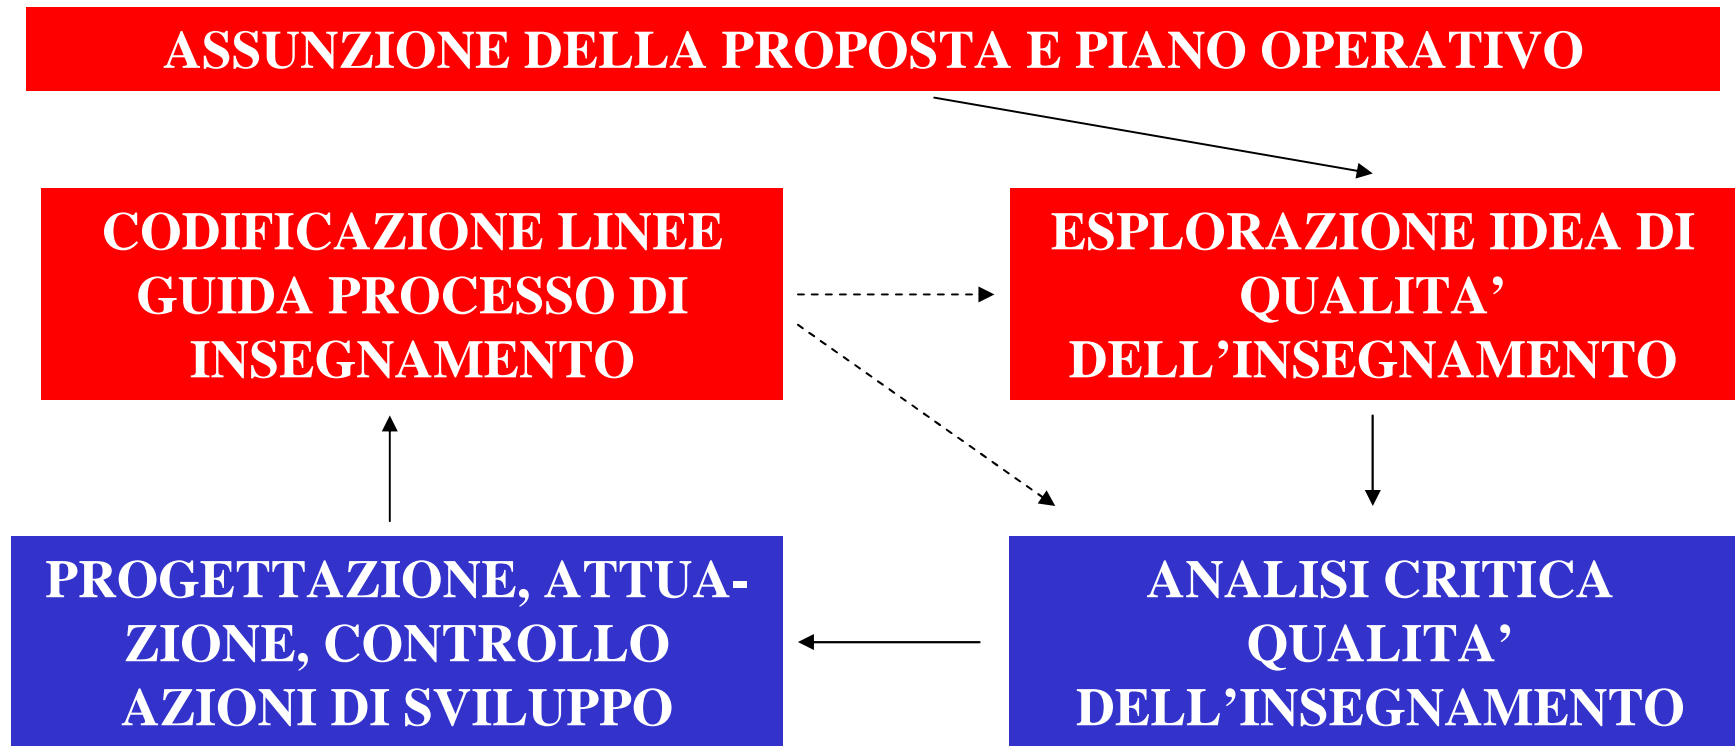 ASSUNZIONE DELLA PROPOSTA E PIANO OPERATIVO
CODIFICAZIONE LINEE
GUIDA PROCESSO DI
INSEGNAMENTO
ESPLORAZIONE IDEA DI
QUALITA’
DELL’INSEGNAMENTO
PROGETTAZIONE, ATTUA-
ZIONE, CONTROLLO
AZIONI DI SVILUPPO
ANALISI CRITICA
QUALITA’
DELL’INSEGNAMENTO